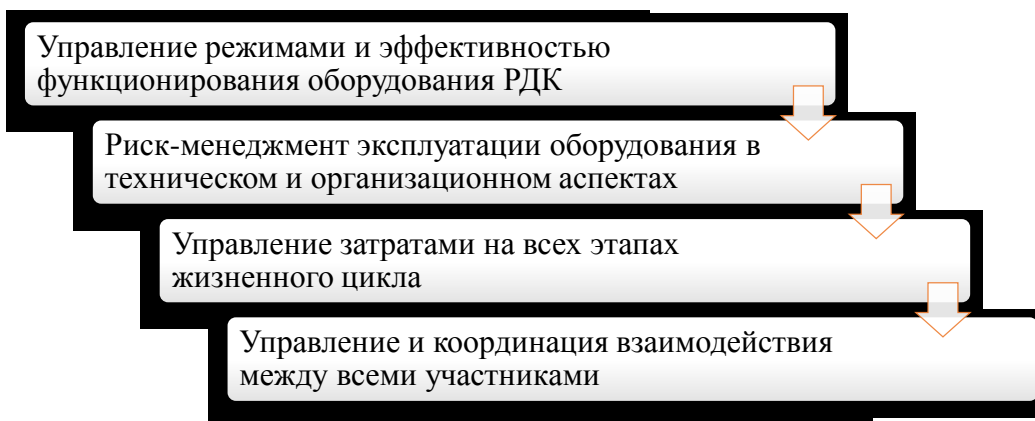 Управление режимами и эффективностью
функционирования оборудования РДК
Риск-менеджмент эксплуатации оборудования в
техническом и организационном аспектах
Управление затратами на всех этапах
жизненного цикла
Управление и координация взаимодействия
между всеми участниками